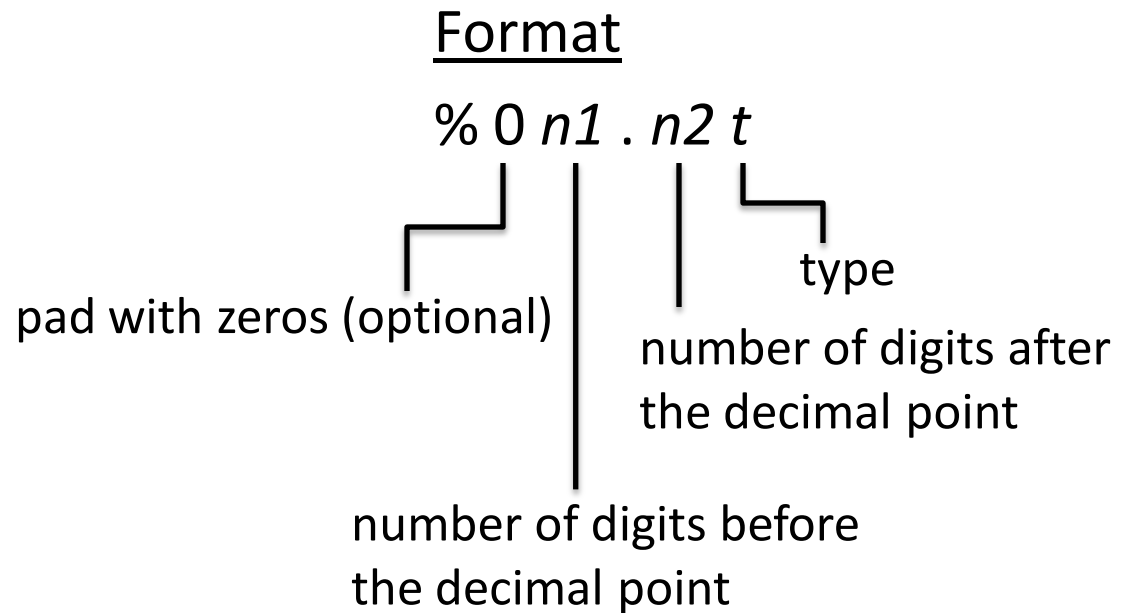 Format
% 0 n1 . n2 t
type
pad with zeros (optional)
number of digits after
the decimal point
number of digits before
the decimal point